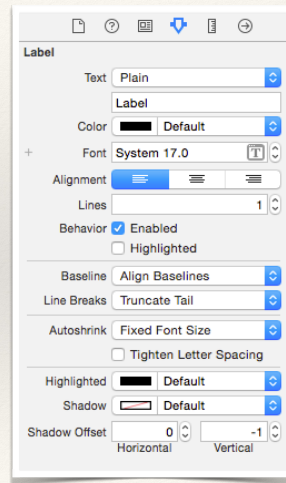 Label
Text Plain
Label
Color Default
+ Font System 17.0 T
Alignment
Lines 1
Behavior Enabled
Highlighted
Baseline Align Baselines
Line Breaks Truncate Tail
Autoshrink Fixed Font Size
Tighten Letter Spacing
Highlighted Default
Shadow Default
Shadow Offset 0 -1
Horizontal Vertical